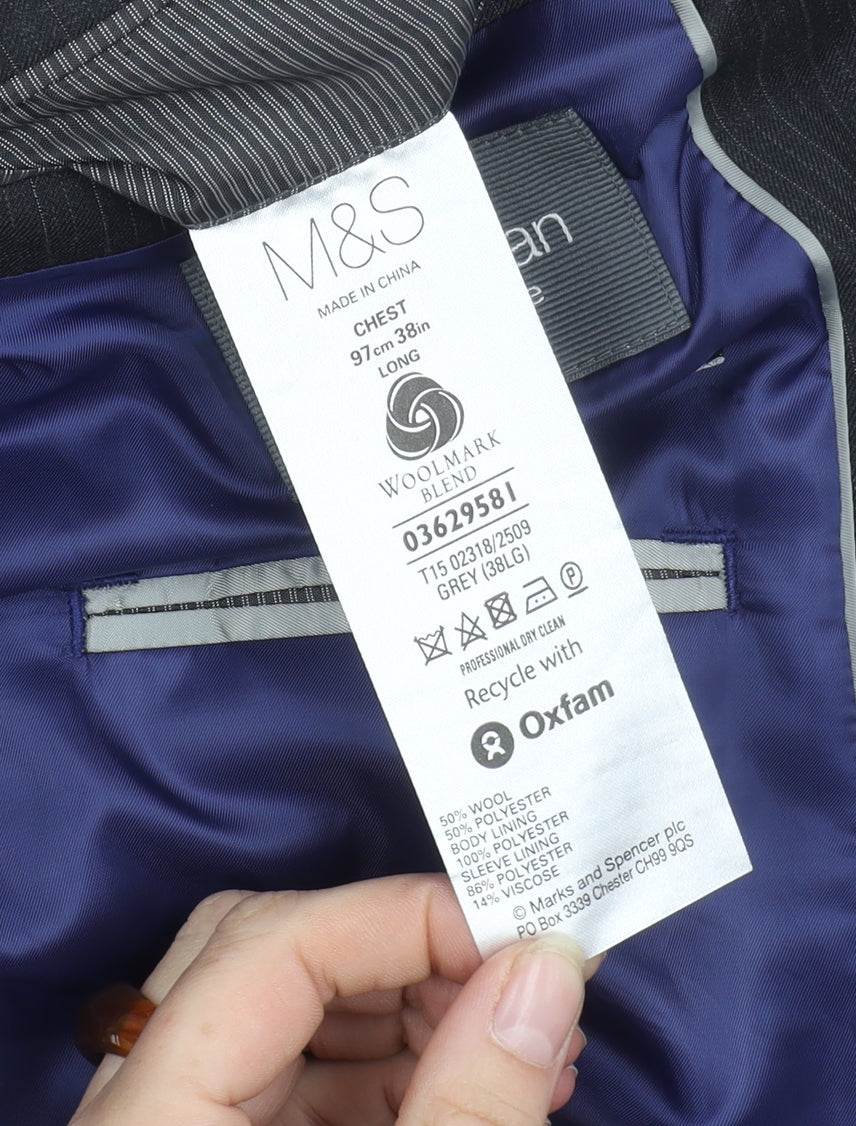 M&S
MADE IN CHINA
CHEST
97cm 38in
LONG
WOOLMARK
BLEND
03629581
T15 02318/2509
GREY (38LG)
P
PROFESSIONAL DRY CLEAN
Recycle with
Oxfam
50% WOOL
50% POLYESTER
BODY LINING
100% POLYESTER
SLEEVE LINING
86% POLYESTER
14% VISCOSE
© Marks and Spencer plc
PO Box 3339 Chester CH99 9QS
an
e